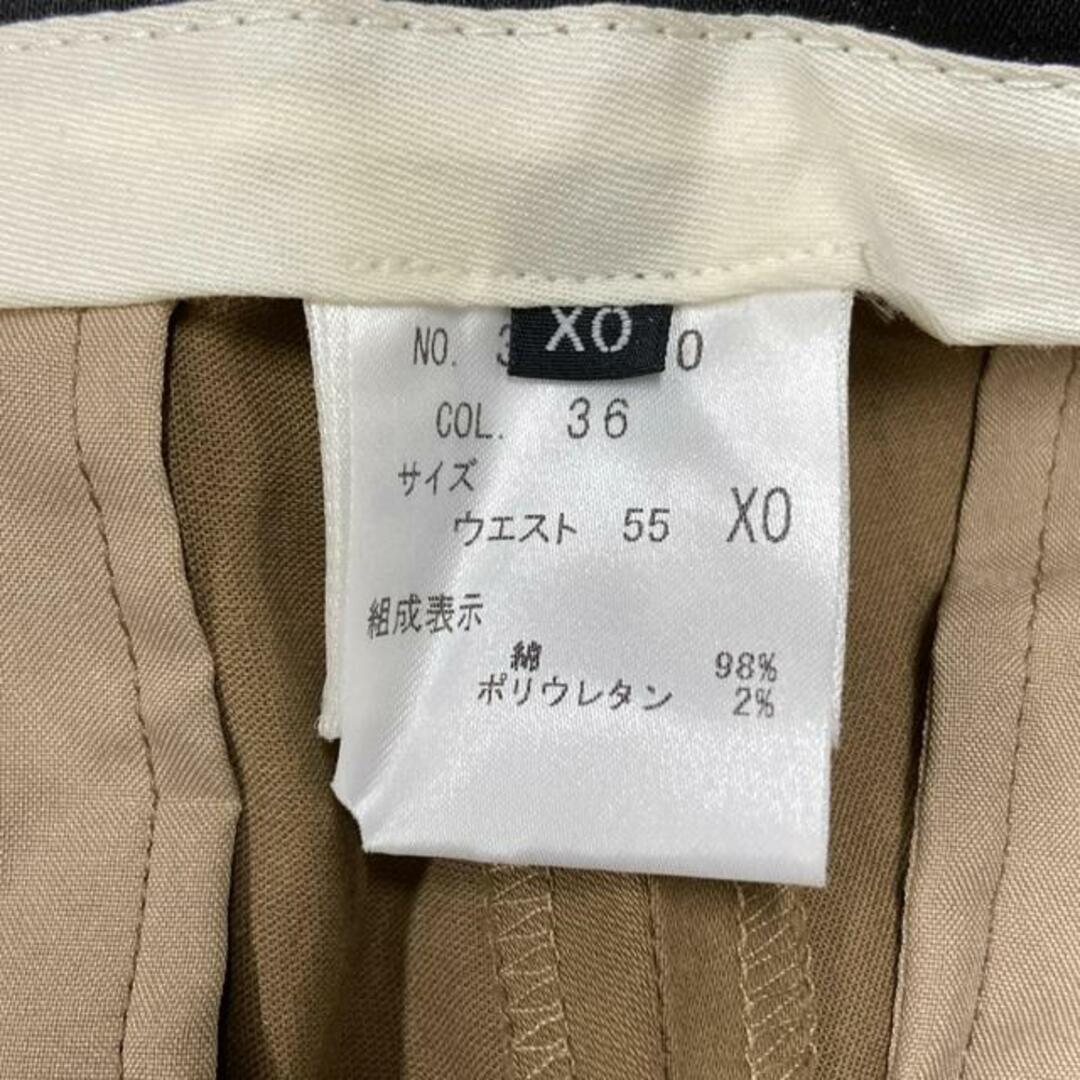 XO
NO. 3 0
COL. 36
サイズ
ウエスト 55 XO
組成表示
綿 98%
ポリウレタン 2%